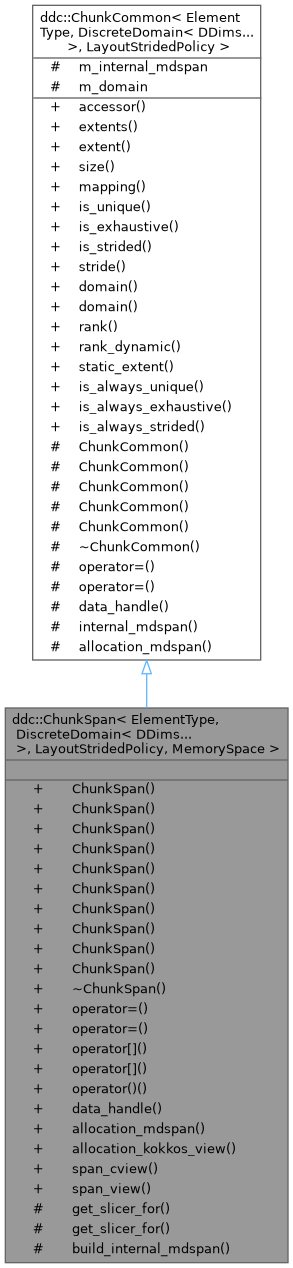 ddc::ChunkCommon< Element
Type, DiscreteDomain< DDims...
>, LayoutStridedPolicy >
# m_internal_mdspan
# m_domain
+ accessor()
+ extents()
+ extent()
+ size()
+ mapping()
+ is_unique()
+ is_exhaustive()
+ is_strided()
+ stride()
+ domain()
+ domain()
+ rank()
+ rank_dynamic()
+ static_extent()
+ is_always_unique()
+ is_always_exhaustive()
+ is_always_strided()
# ChunkCommon()
# ChunkCommon()
# ChunkCommon()
# ChunkCommon()
# ChunkCommon()
# ~ChunkCommon()
# operator=()
# operator=()
# data_handle()
# internal_mdspan()
# allocation_mdspan()
ddc::ChunkSpan< ElementType,
DiscreteDomain< DDims...
>, LayoutStridedPolicy, MemorySpace >
+ ChunkSpan()
+ ChunkSpan()
+ ChunkSpan()
+ ChunkSpan()
+ ChunkSpan()
+ ChunkSpan()
+ ChunkSpan()
+ ChunkSpan()
+ ChunkSpan()
+ ChunkSpan()
+ ~ChunkSpan()
+ operator=()
+ operator=()
+ operator[]()
+ operator[]()
+ operator()()
+ data_handle()
+ allocation_mdspan()
+ allocation_kokkos_view()
+ span_cview()
+ span_view()
# get_slicer_for()
# get_slicer_for()
# build_internal_mdspan()